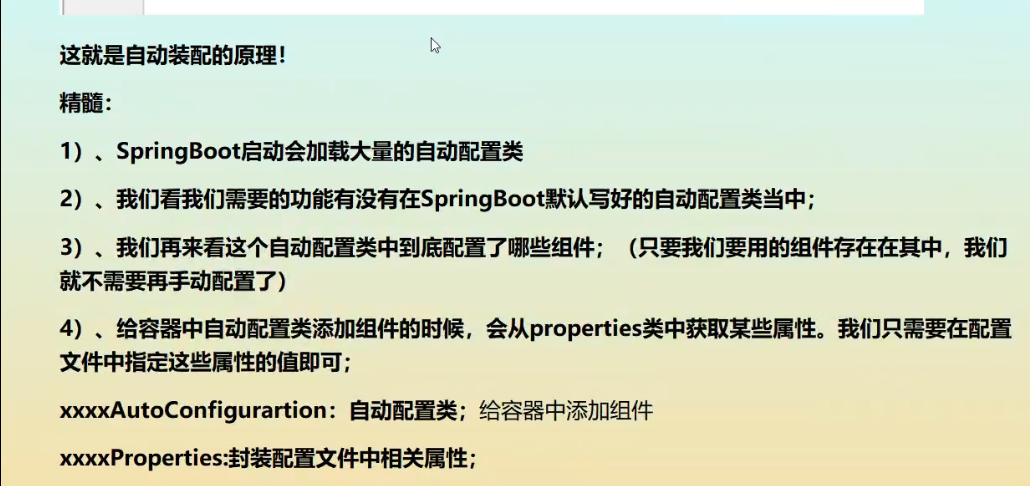 这就是自动装配的原理！
精髓：
1）、SpringBoot启动会加载大量的自动配置类
2）、我们看我们需要的功能有没有在SpringBoot默认写好的自动配置类当中；
3）、我们再来看这个自动配置类中到底配置了哪些组件；（只要我们要用的组件存在在其中，我们
就不需要再手动配置了）
4）、给容器中自动配置类添加组件的时候，会从properties类中获取某些属性。我们只需要在配置
文件中指定这些属性的值即可；
xxxxAutoConfigurartion：自动配置类；给容器中添加组件
xxxxProperties:封装配置文件中相关属性；